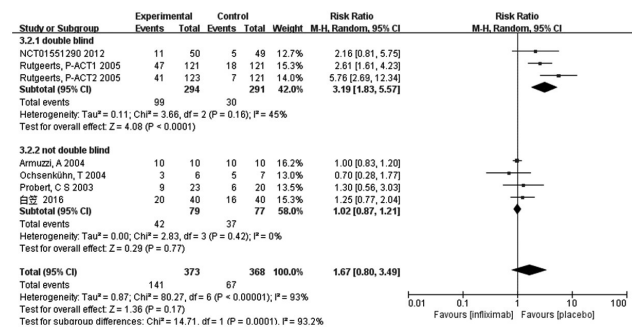 Experimental Control Risk Ratio Risk Ratio
Study or Subgroup Events Total Events Total Weight M-H, Random, 95% CI M-H, Random, 95% CI
3.2.1 double blind
NCT01551290 2012 11 50 5 49 12.7% 2.16 [0.81, 5.75]
Rutgeerts, P-ACT1 2005 47 121 18 121 15.9% 2.61 [1.61, 4.23]
Rutgeerts, P-ACT2 2005 41 123 7 121 14.1% 5.76 [2.69, 12.34]
Subtotal (95% CI) 294 291 42.0% 3.19 [1.83, 5.57]
Total events 99 30
Heterogeneity: Tau² = 0.11; Chi² = 3.66, df = 2 (P = 0.16); I² = 45%
Test for overall effect: Z = 4.08 (P < 0.0001)
3.2.2 not double blind
Armuzzi, A 2004 10 10 10 10 16.2% 1.00 [0.83, 1.20]
Ochsenkühn, T 2004 3 6 5 7 13.0% 0.70 [0.28, 1.77]
Probert, C S 2003 9 23 6 20 13.5% 1.30 [0.56, 3.03]
白笠 2016 20 40 16 40 15.2% 1.25 [0.77, 2.04]
Subtotal (95% CI) 79 77 58.0% 1.02 [0.87, 1.21]
Total events 42 37
Heterogeneity: Tau² = 0.00; Chi² = 2.83, df = 3 (P = 0.42); I² = 0%
Test for overall effect: Z = 0.29 (P = 0.77)
Total (95% CI) 373 368 100.0% 1.67 [0.80, 3.49]
Total events 141 67
Heterogeneity: Tau² = 0.87; Chi² = 80.27, df = 6 (P < 0.00001); I² = 93%
Test for overall effect: Z = 1.36 (P = 0.17)
Test for subgroup differences: Chi² = 14.71, df = 1 (P = 0.0001), I² = 93.2%
0.01 0.1 1 10 100
Favours [infliximab] Favours [placebo]